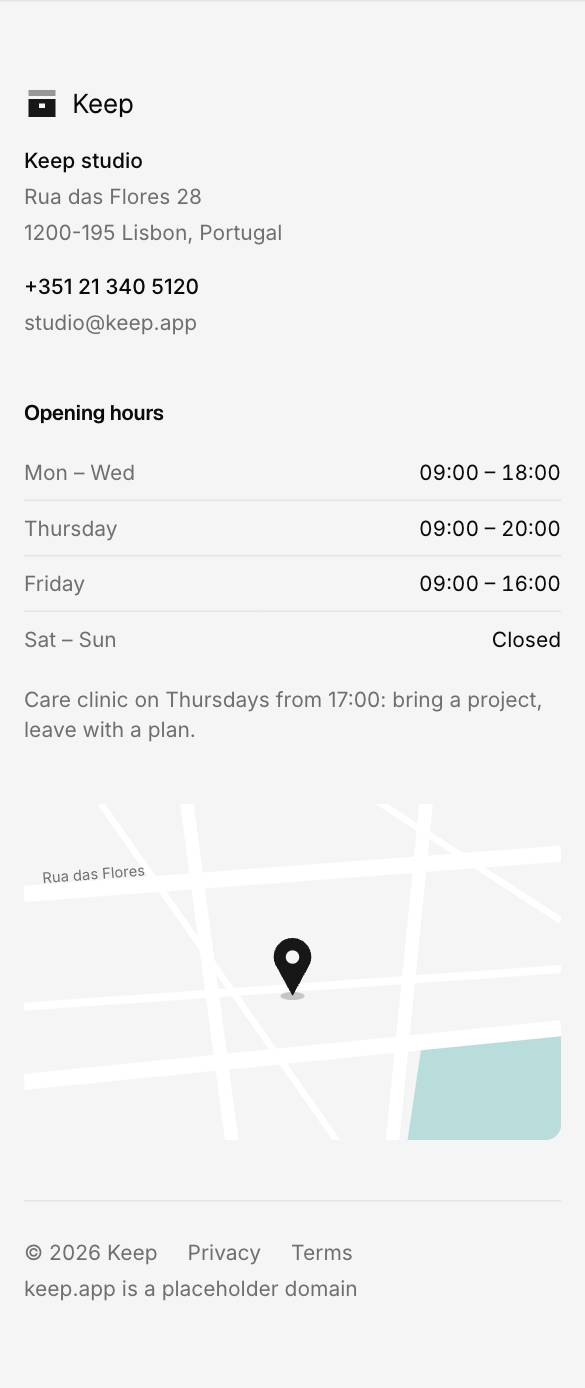 Keep
Keep studio
Rua das Flores 28
1200-195 Lisbon, Portugal
+351 21 340 5120
studio@keep.app
Opening hours
Mon – Wed 09:00 – 18:00
Thursday 09:00 – 20:00
Friday 09:00 – 16:00
Sat – Sun Closed
Care clinic on Thursdays from 17:00: bring a project,
leave with a plan.
Rua das Flores
© 2026 Keep Privacy Terms
keep.app is a placeholder domain